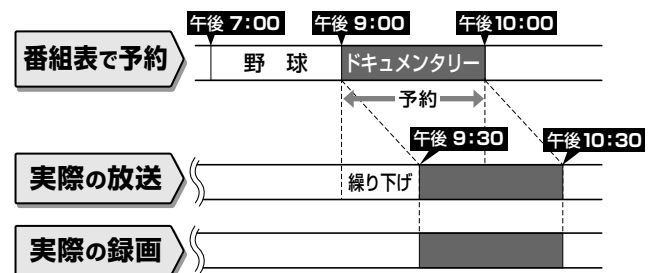 午後 7:00 午後 9:00 午後10:00
番組表で予約 野 球 ドキュメンタリー
予約
午後 9:30 午後10:30
実際の放送 繰り下げ
実際の録画